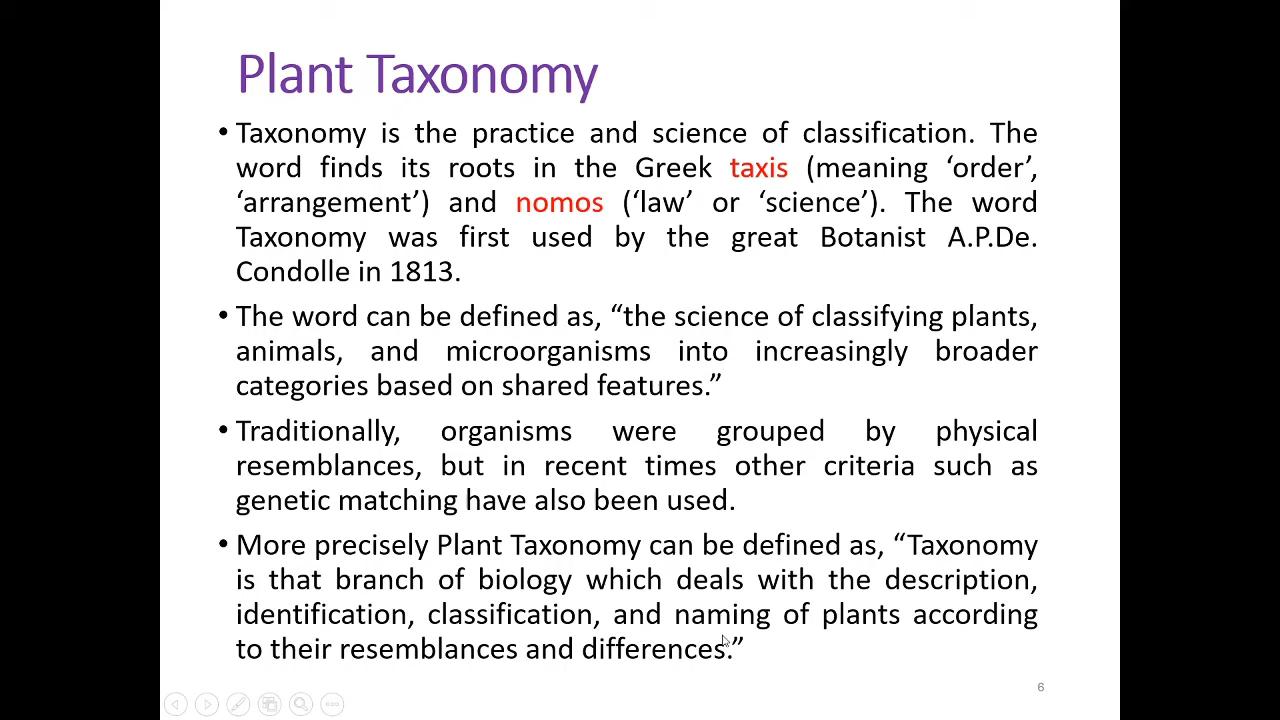 Plant Taxonomy
• Taxonomy is the practice and science of classification. The
word finds its roots in the Greek taxis (meaning ‘order’,
‘arrangement’) and nomos (‘law’ or ‘science’). The word
Taxonomy was first used by the great Botanist A.P.De.
Condolle in 1813.
• The word can be defined as, “the science of classifying plants,
animals, and microorganisms into increasingly broader
categories based on shared features.”
• Traditionally, organisms were grouped by physical
resemblances, but in recent times other criteria such as
genetic matching have also been used.
• More precisely Plant Taxonomy can be defined as, “Taxonomy
is that branch of biology which deals with the description,
identification, classification, and naming of plants according
to their resemblances and differences.”
6